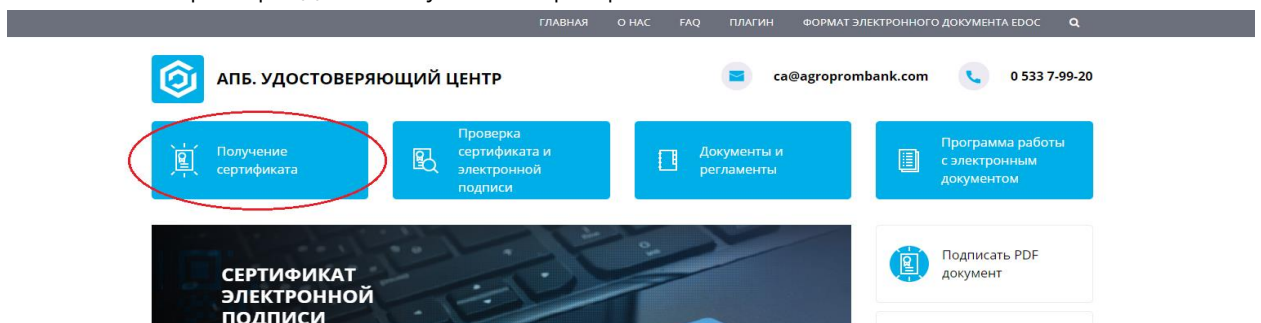 ГЛАВНАЯ О НАС FAQ ПЛАГИН ФОРМАТ ЭЛЕКТРОННОГО ДОКУМЕНТА EDOC
АПБ. УДОСТОВЕРЯЮЩИЙ ЦЕНТР
ca@agroprombank.com
0 533 7-99-20
Получение
сертификата
Проверка
сертификата и
электронной
подписи
Документы и
регламенты
Программа работы
с электронным
документом
СЕРТИФИКАТ
ЭЛЕКТРОННОЙ
ПОДПИСИ
Подписать PDF
документ